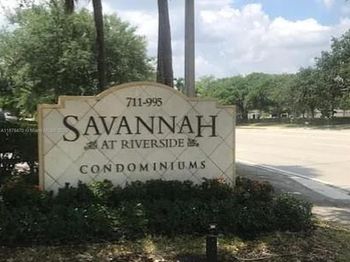 711-995
SAVANNAH
AT RIVERSIDE
CONDOMINIUMS